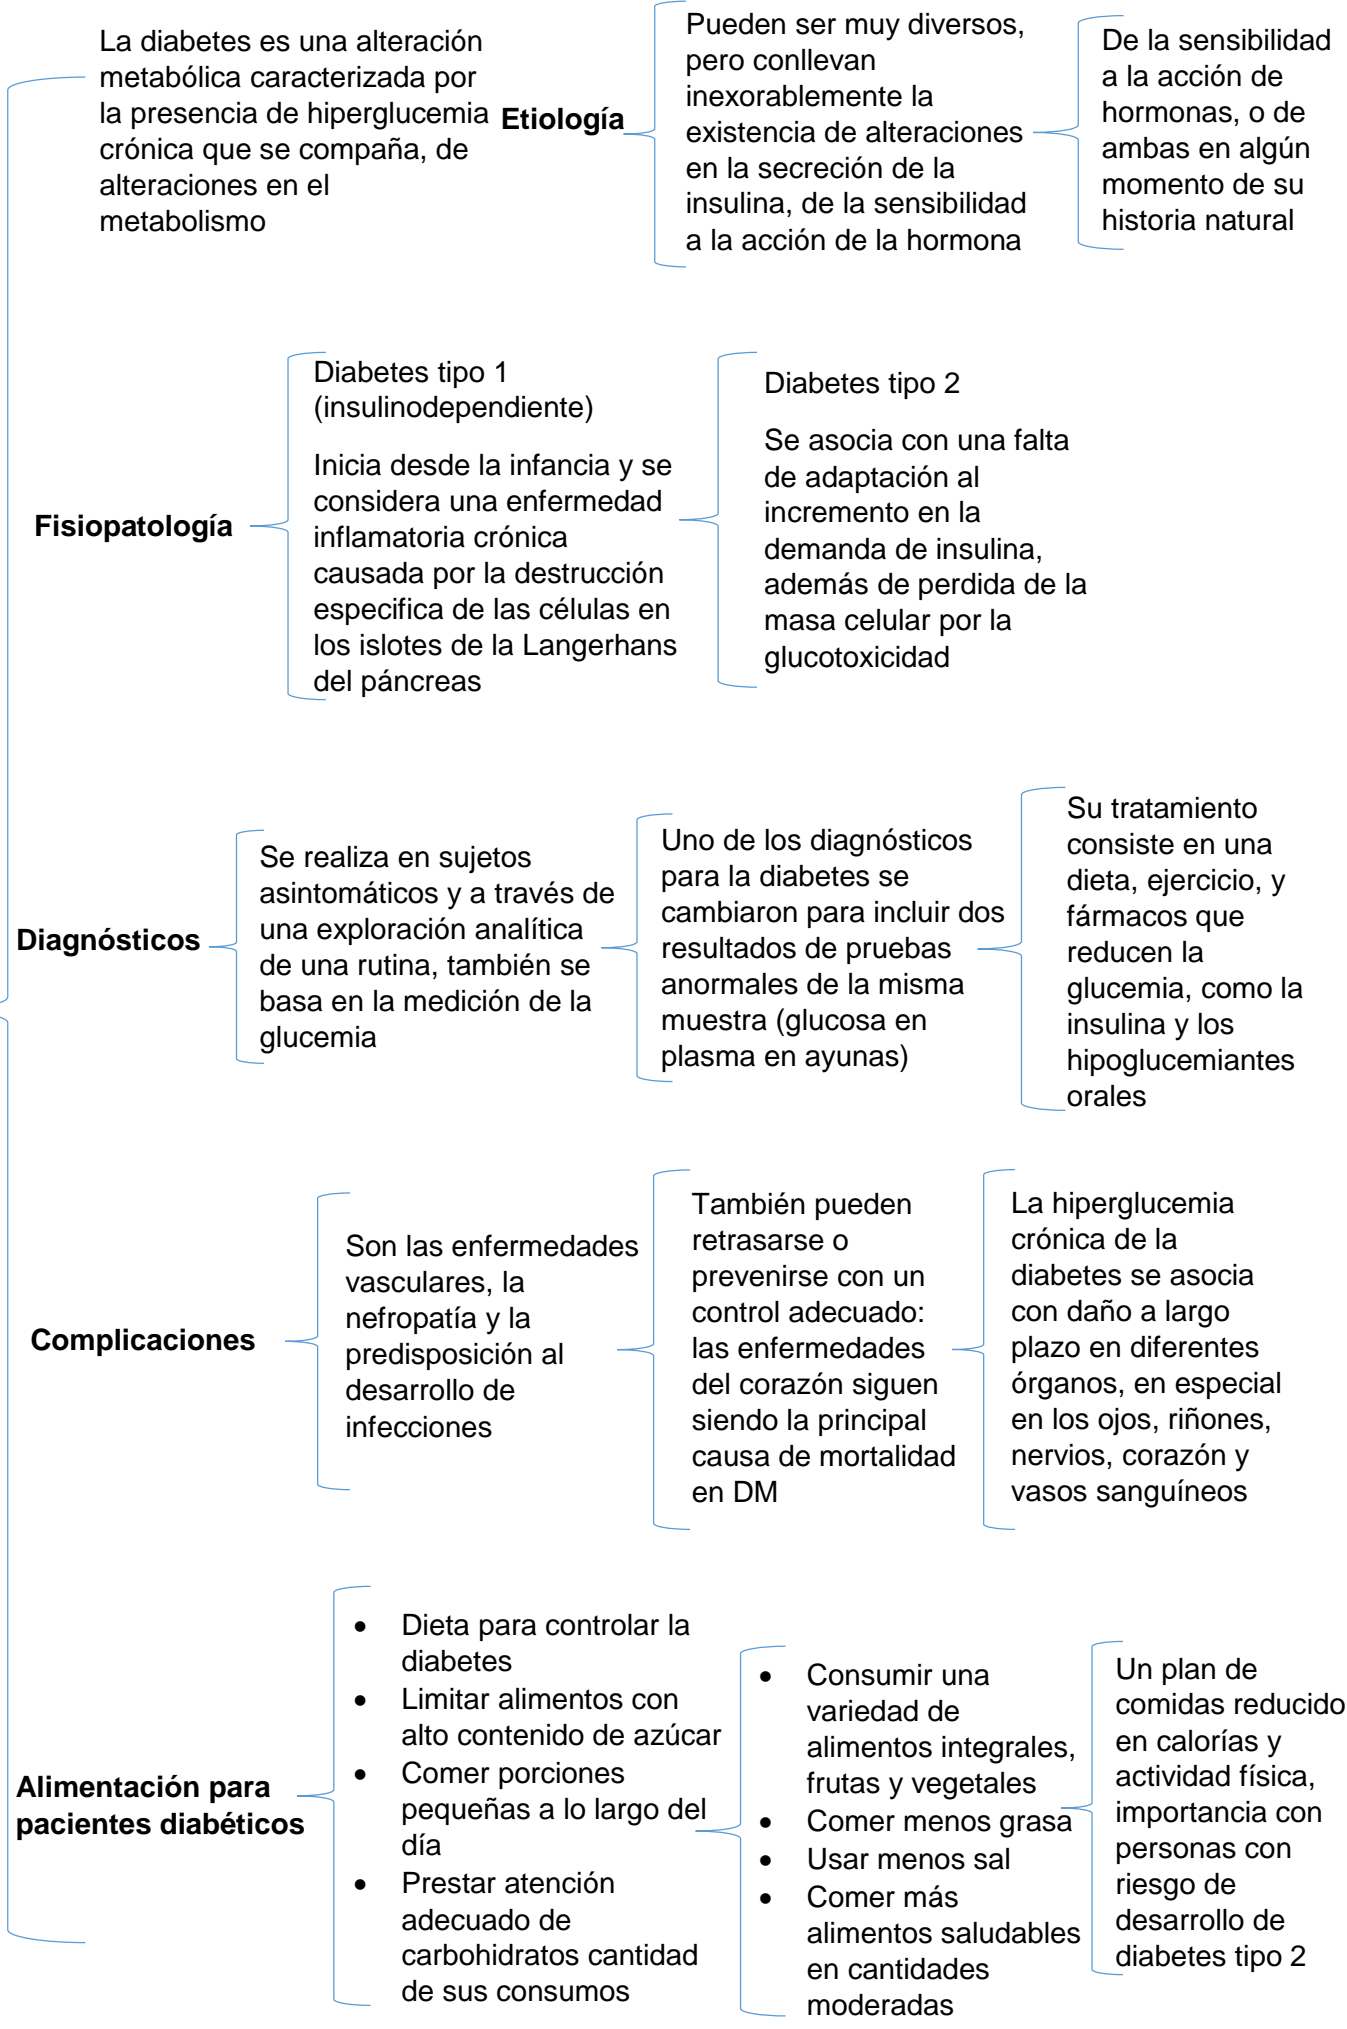 La diabetes es una alteración
metabólica caracterizada por
la presencia de hiperglucemia
crónica que se compaña, de
alteraciones en el
metabolismo
Etiología
Pueden ser muy diversos,
pero conllevan
inexorablemente la
existencia de alteraciones
en la secreción de la
insulina, de la sensibilidad
a la acción de la hormona
De la sensibilidad
a la acción de
hormonas, o de
ambas en algún
momento de su
historia natural
Fisiopatología
Diabetes tipo 1
(insulinodependiente)
Inicia desde la infancia y se
considera una enfermedad
inflamatoria crónica
causada por la destrucción
especifica de las células en
los islotes de la Langerhans
del páncreas
Diabetes tipo 2
Se asocia con una falta
de adaptación al
incremento en la
demanda de insulina,
además de perdida de la
masa celular por la
glucotoxicidad
Diagnósticos
Se realiza en sujetos
asintomáticos y a través de
una exploración analítica
de una rutina, también se
basa en la medición de la
glucemia
Uno de los diagnósticos
para la diabetes se
cambiaron para incluir dos
resultados de pruebas
anormales de la misma
muestra (glucosa en
plasma en ayunas)
Su tratamiento
consiste en una
dieta, ejercicio, y
fármacos que
reducen la
glucemia, como la
insulina y los
hipoglucemiantes
orales
Complicaciones
Son las enfermedades
vasculares, la
nefropatía y la
predisposición al
desarrollo de
infecciones
También pueden
retrasarse o
prevenirse con un
control adecuado:
las enfermedades
del corazón siguen
siendo la principal
causa de mortalidad
en DM
La hiperglucemia
crónica de la
diabetes se asocia
con daño a largo
plazo en diferentes
órganos, en especial
en los ojos, riñones,
nervios, corazón y
vasos sanguíneos
Alimentación para
pacientes diabéticos
• Dieta para controlar la
diabetes
• Limitar alimentos con
alto contenido de azúcar
• Comer porciones
pequeñas a lo largo del
día
• Prestar atención
adecuado de
carbohidratos cantidad
de sus consumos
• Consumir una
variedad de
alimentos integrales,
frutas y vegetales
• Comer menos grasa
• Usar menos sal
• Comer más
alimentos saludables
en cantidades
moderadas
Un plan de
comidas reducido
en calorías y
actividad física,
importancia con
personas con
riesgo de
desarrollo de
diabetes tipo 2